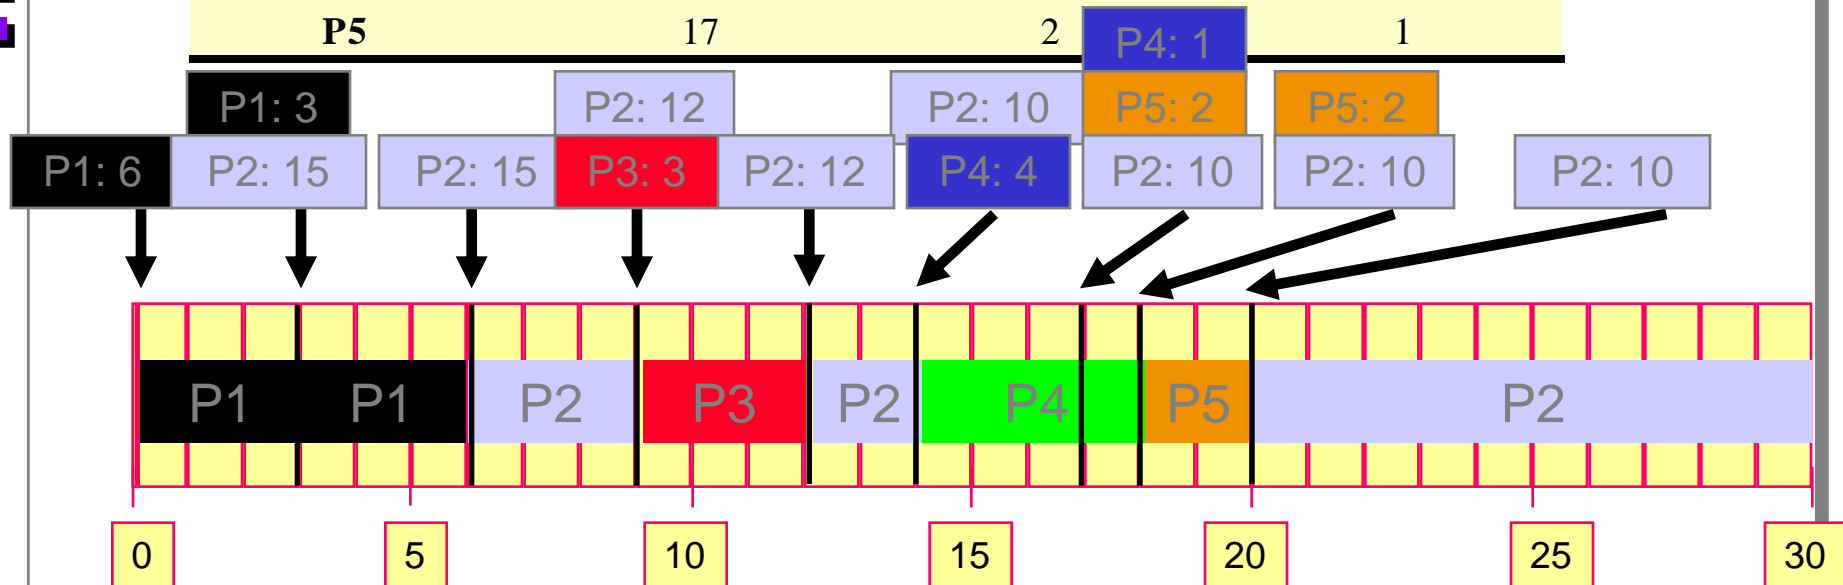 P5 17 2 1
P4: 1
P1: 3 P2: 12 P2: 10 P5: 2 P5: 2
P1: 6 P2: 15 P2: 15 P3: 3 P2: 12 P4: 4 P2: 10 P2: 10 P2: 10
P1 P1 P2 P3 P2 P4 P5 P2
0 5 10 15 20 25 30